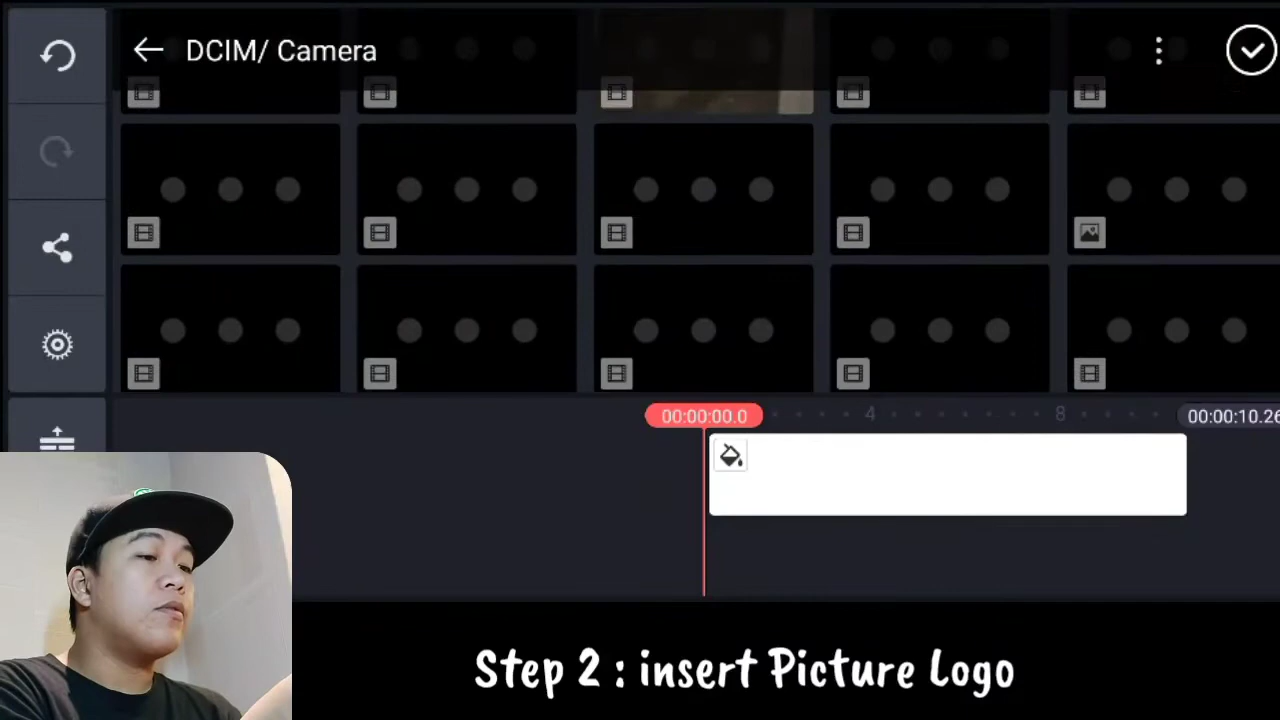 DCIM/ Camera
00:00:00.0
4
8
00:00:10.26
Step 2 : insert Picture Logo